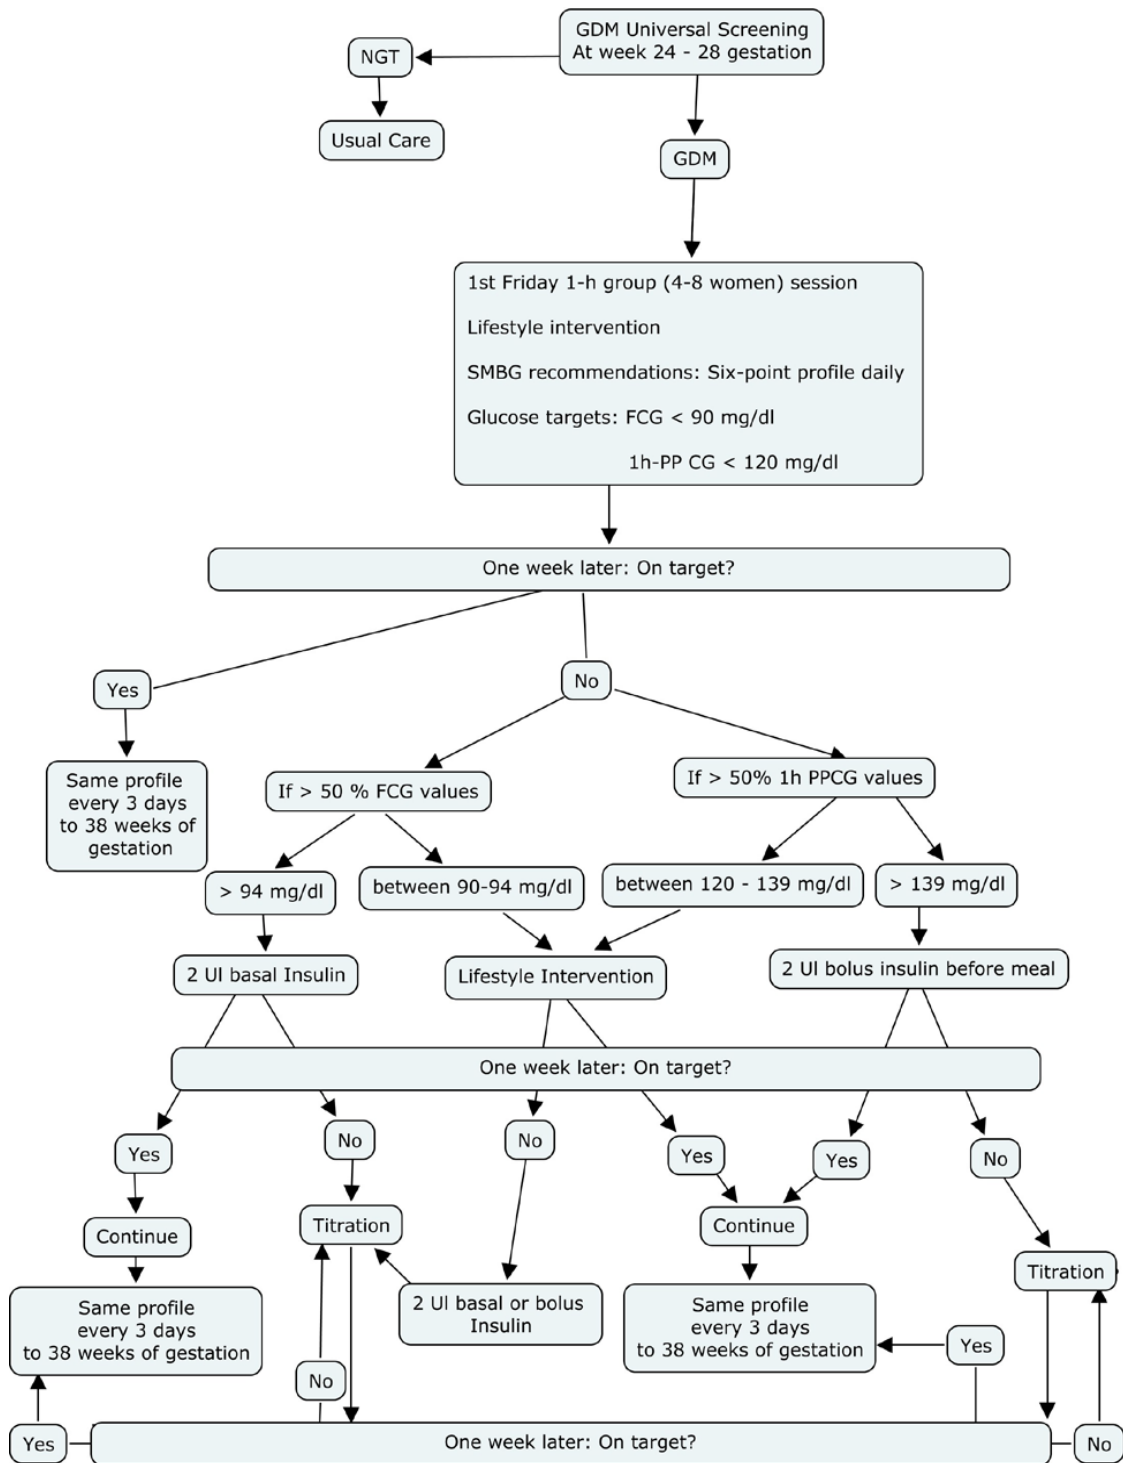 GDM Universal Screening
At week 24 - 28 gestation
NGT
Usual Care
GDM
1st Friday 1-h group (4-8 women) session
Lifestyle intervention
SMBG recommendations: Six-point profile daily
Glucose targets: FCG < 90 mg/dl
1h-PP CG < 120 mg/dl
One week later: On target?
Yes
No
Same profile
every 3 days
to 38 weeks of
gestation
If > 50 % FCG values
If > 50% 1h PPCG values
> 94 mg/dl
between 90-94 mg/dl
between 120 - 139 mg/dl
> 139 mg/dl
2 UI basal Insulin
Lifestyle Intervention
2 UI bolus insulin before meal
One week later: On target?
Yes
No
No
Yes
Yes
No
Continue
Titration
Continue
Titration
Same profile
every 3 days
to 38 weeks of gestation
2 UI basal or bolus
Insulin
Same profile
every 3 days
to 38 weeks of gestation
Yes
No
Yes
One week later: On target?
No